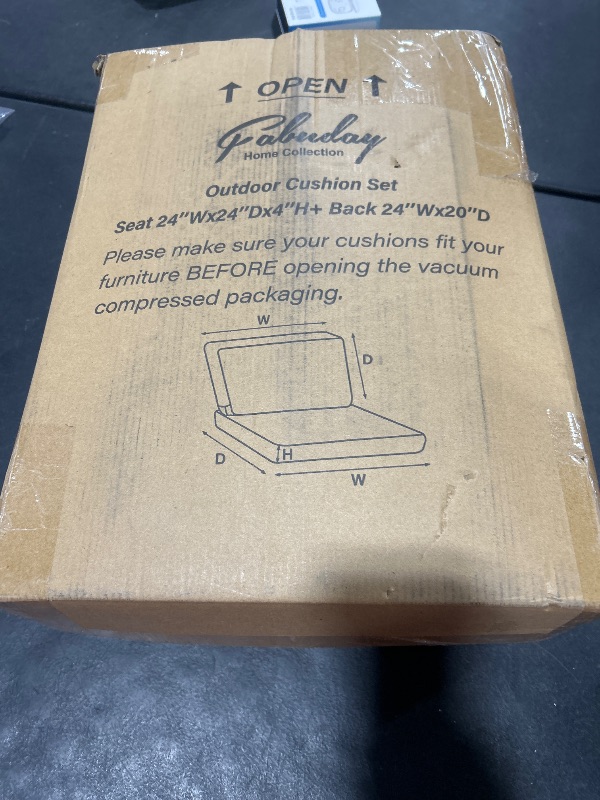 OPEN
Fabuday
Home Collection
Outdoor Cushion Set
Seat 24"Wx24"Dx4"H+ Back 24"Wx20"D
Please make sure your cushions fit your
furniture BEFORE opening the vacuum
compressed packaging.
W
D
D
H
W